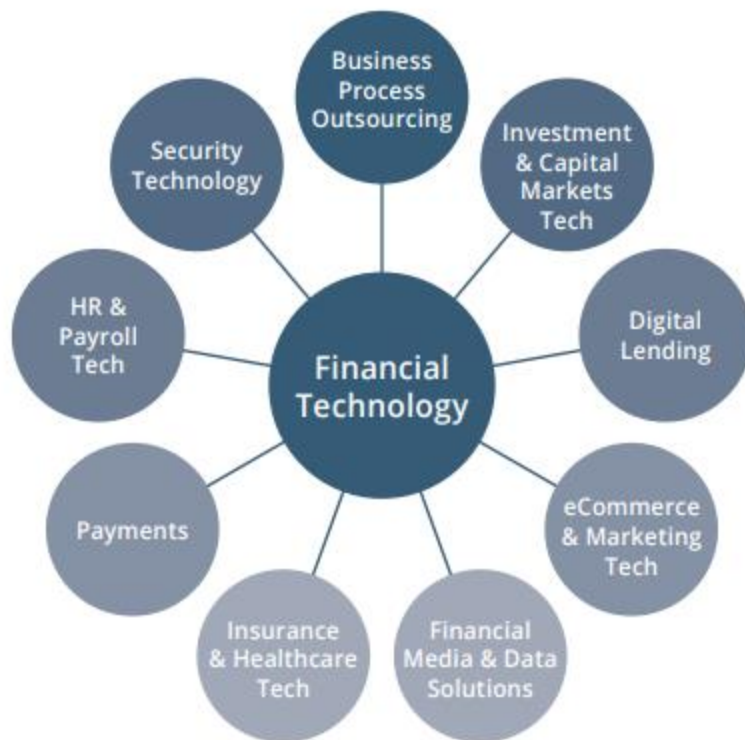 Business
Process
Outsourcing
Investment
& Capital
Markets
Tech
Digital
Lending
eCommerce
& Marketing
Tech
Financial
Media & Data
Solutions
Insurance
& Healthcare
Tech
Payments
HR &
Payroll
Tech
Security
Technology
Financial
Technology